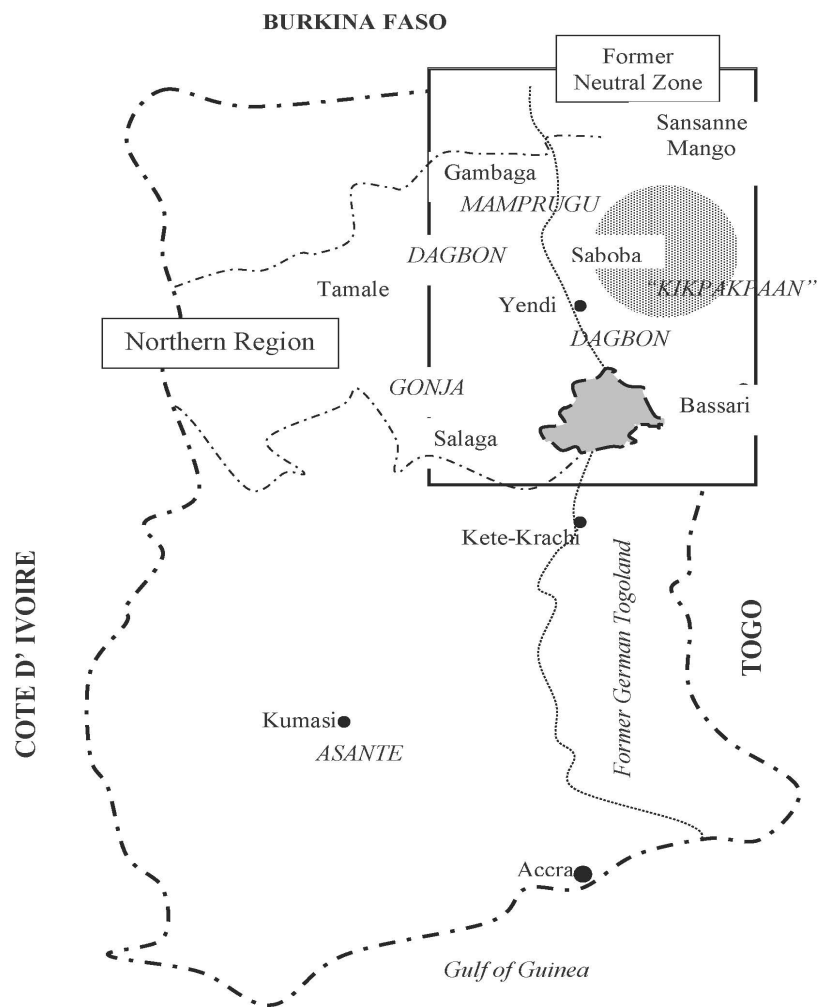 BURKINA FASO
Former
Neutral Zone
Sansanne
Mango
Gambaga
MAMPRUGU
DAGBON
Saboba
Tamale
"KIKPAKPAAN"
Yendi
Northern Region
DAGBON
GONJA
Bassari
Salaga
Kete-Krachi
COTE D' IVOIRE
Former German Togoland
TOGO
Kumasi
ASANTE
Accra
Gulf of Guinea